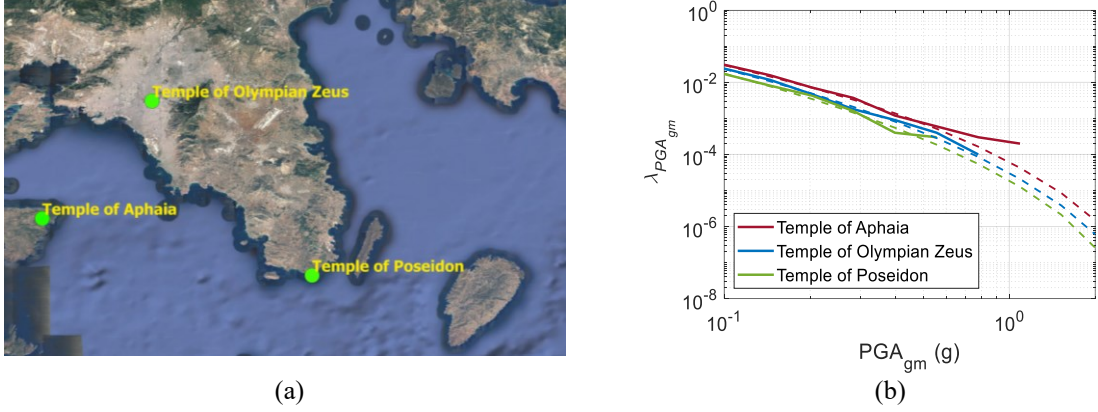 Temple of Olympian Zeus
Temple of Aphaia
Temple of Poseidon
(a)
10^0
10^-2
10^-4
10^-6
10^-8
λ_PGA_gm
Temple of Aphaia
Temple of Olympian Zeus
Temple of Poseidon
10^-1
10^0
PGA_gm (g)
(b)